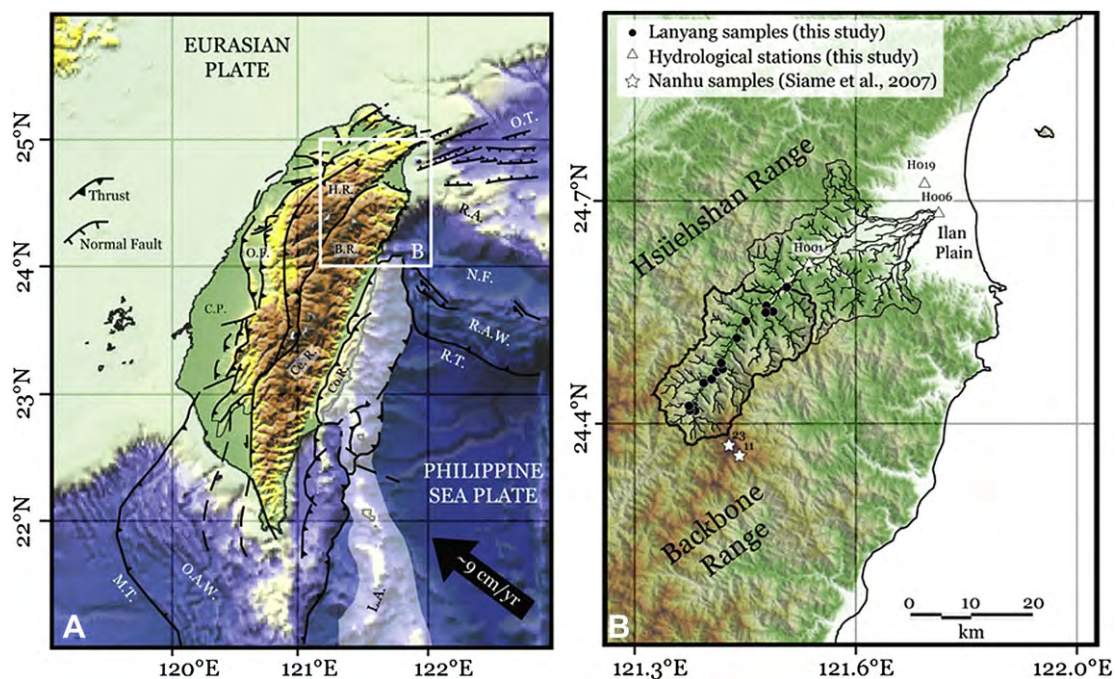 EURASIAN
PLATE
O.T.
25°N
24°N
23°N
22°N
Thrust
Normal Fault
H.R.
R.A.
O.F.
B.R.
B
C.P.
N.F.
R.A.W.
R.T.
Ce. R.
Co.R.
PHILIPPINE
SEA PLATE
~9 cm/yr
M.T.
O.A.W.
L.A.
A
120°E
121°E
122°E
Lanyang samples (this study)
Hydrological stations (this study)
Nanhu samples (Siame et al., 2007)
24.7°N
24.4°N
Hsüehshan Range
H019
H006
H001
Ilan
Plain
23
11
Backbone
Range
0 10 20
km
B
121.3°E
121.6°E
122.0°E